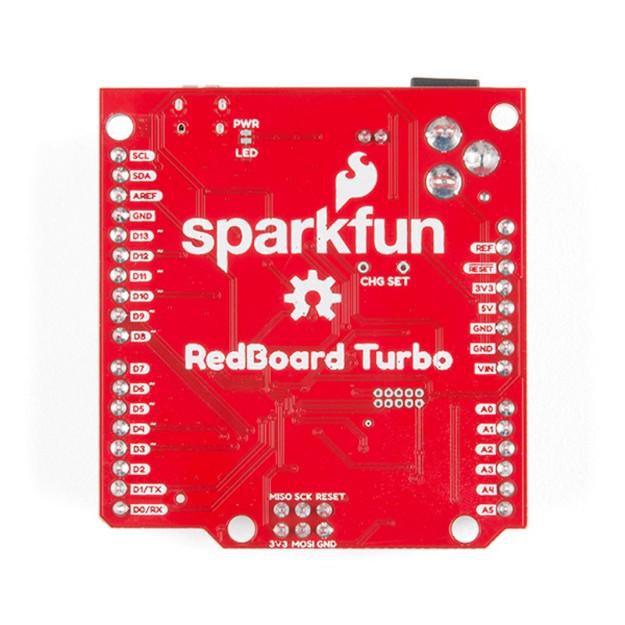 PWR
LED
SCL
SDA
AREF
GND
D13 ~
D12 ~
D11 ~
D10 ~
D9 ~
D8 ~
D7
D6 ~
D5 ~
D4 ~
D3 ~
D2
D1/TX
D0/RX
sparkfun
CHG SET
RedBoard Turbo
REF
RESET
3V3
5V
GND
GND
VIN
A0
A1
A2
A3
A4
A5
MISO SCK RESET
3V3 MOSI GND